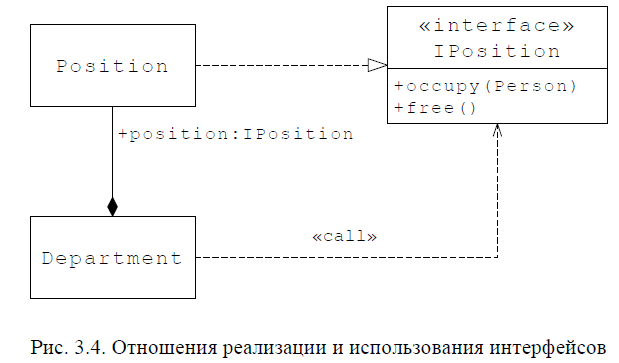 «interface»
IPosition
Position
+occupy(Person)
+free()
+position:IPosition
«call»
Department
Рис. 3.4. Отношения реализации и использования интерфейсов